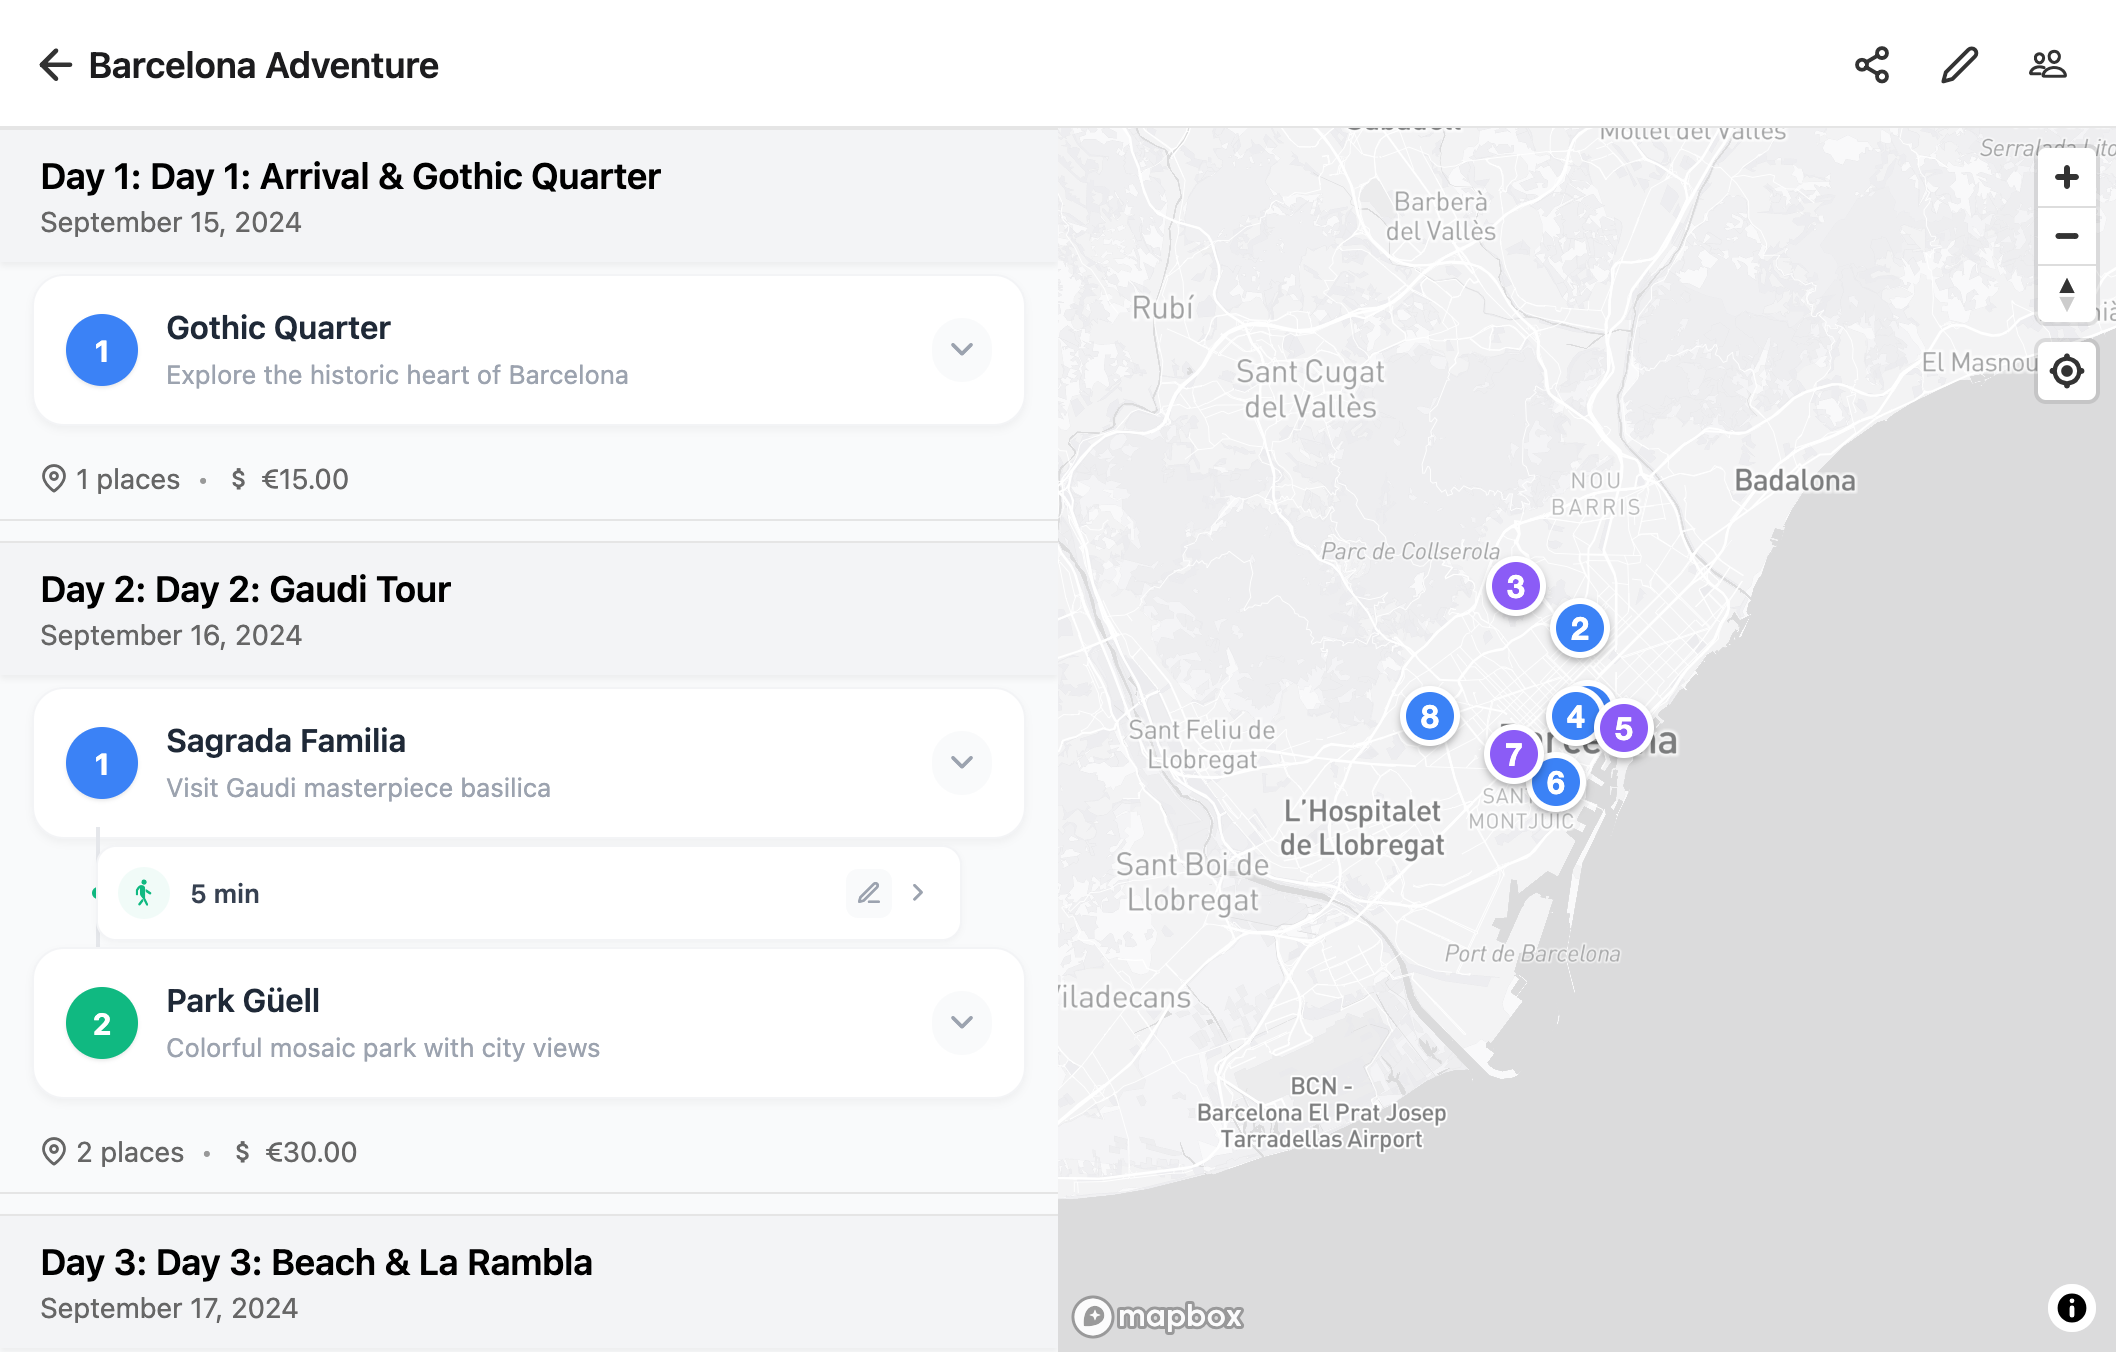 Barcelona Adventure
Day 1: Day 1: Arrival & Gothic Quarter
September 15, 2024
1
Gothic Quarter
Explore the historic heart of Barcelona
1 places • $ €15.00
Day 2: Day 2: Gaudi Tour
September 16, 2024
1
Sagrada Familia
Visit Gaudi masterpiece basilica
5 min
2
Park Güell
Colorful mosaic park with city views
2 places • $ €30.00
Day 3: Day 3: Beach & La Rambla
September 17, 2024
Mollet del Vallès
Barberà
del Vallès
Rubí
Sant Cugat
del Vallès
El Masnou
Badalona
NOU
BARRIS
Parc de Collserola
3
2
8
4
5
7
6
Sant Feliu de
Llobregat
MONTJUIC
L'Hospitalet
de Llobregat
Sant Boi de
Llobregat
Port de Barcelona
Viladecans
BCN -
Barcelona El Prat Josep
Tarradellas Airport
mapbox